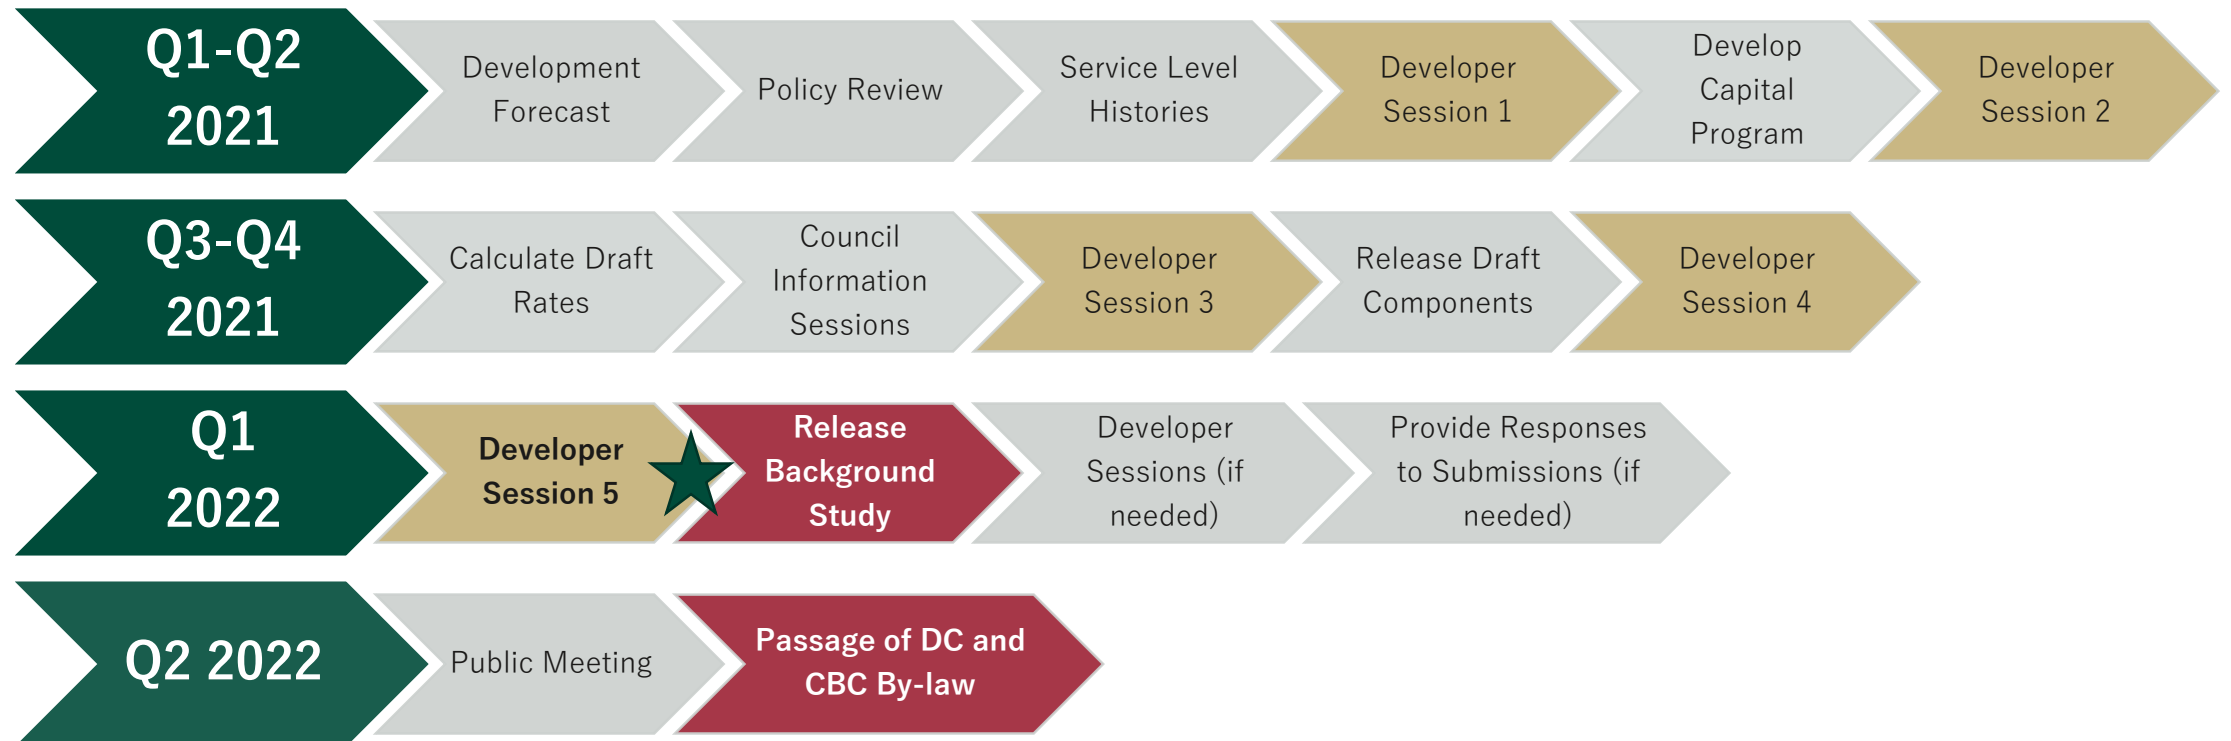 Q1-Q2
2021
Development
Forecast
Policy Review
Service Level
Histories
Developer
Session 1
Develop
Capital
Program
Developer
Session 2
Q3-Q4
2021
Calculate Draft
Rates
Council
Information
Sessions
Developer
Session 3
Release Draft
Components
Developer
Session 4
Q1
2022
Developer
Session 5
Release
Background
Study
Developer
Sessions (if
needed)
Provide Responses
to Submissions (if
needed)
Q2 2022
Public Meeting
Passage of DC and
CBC By-law